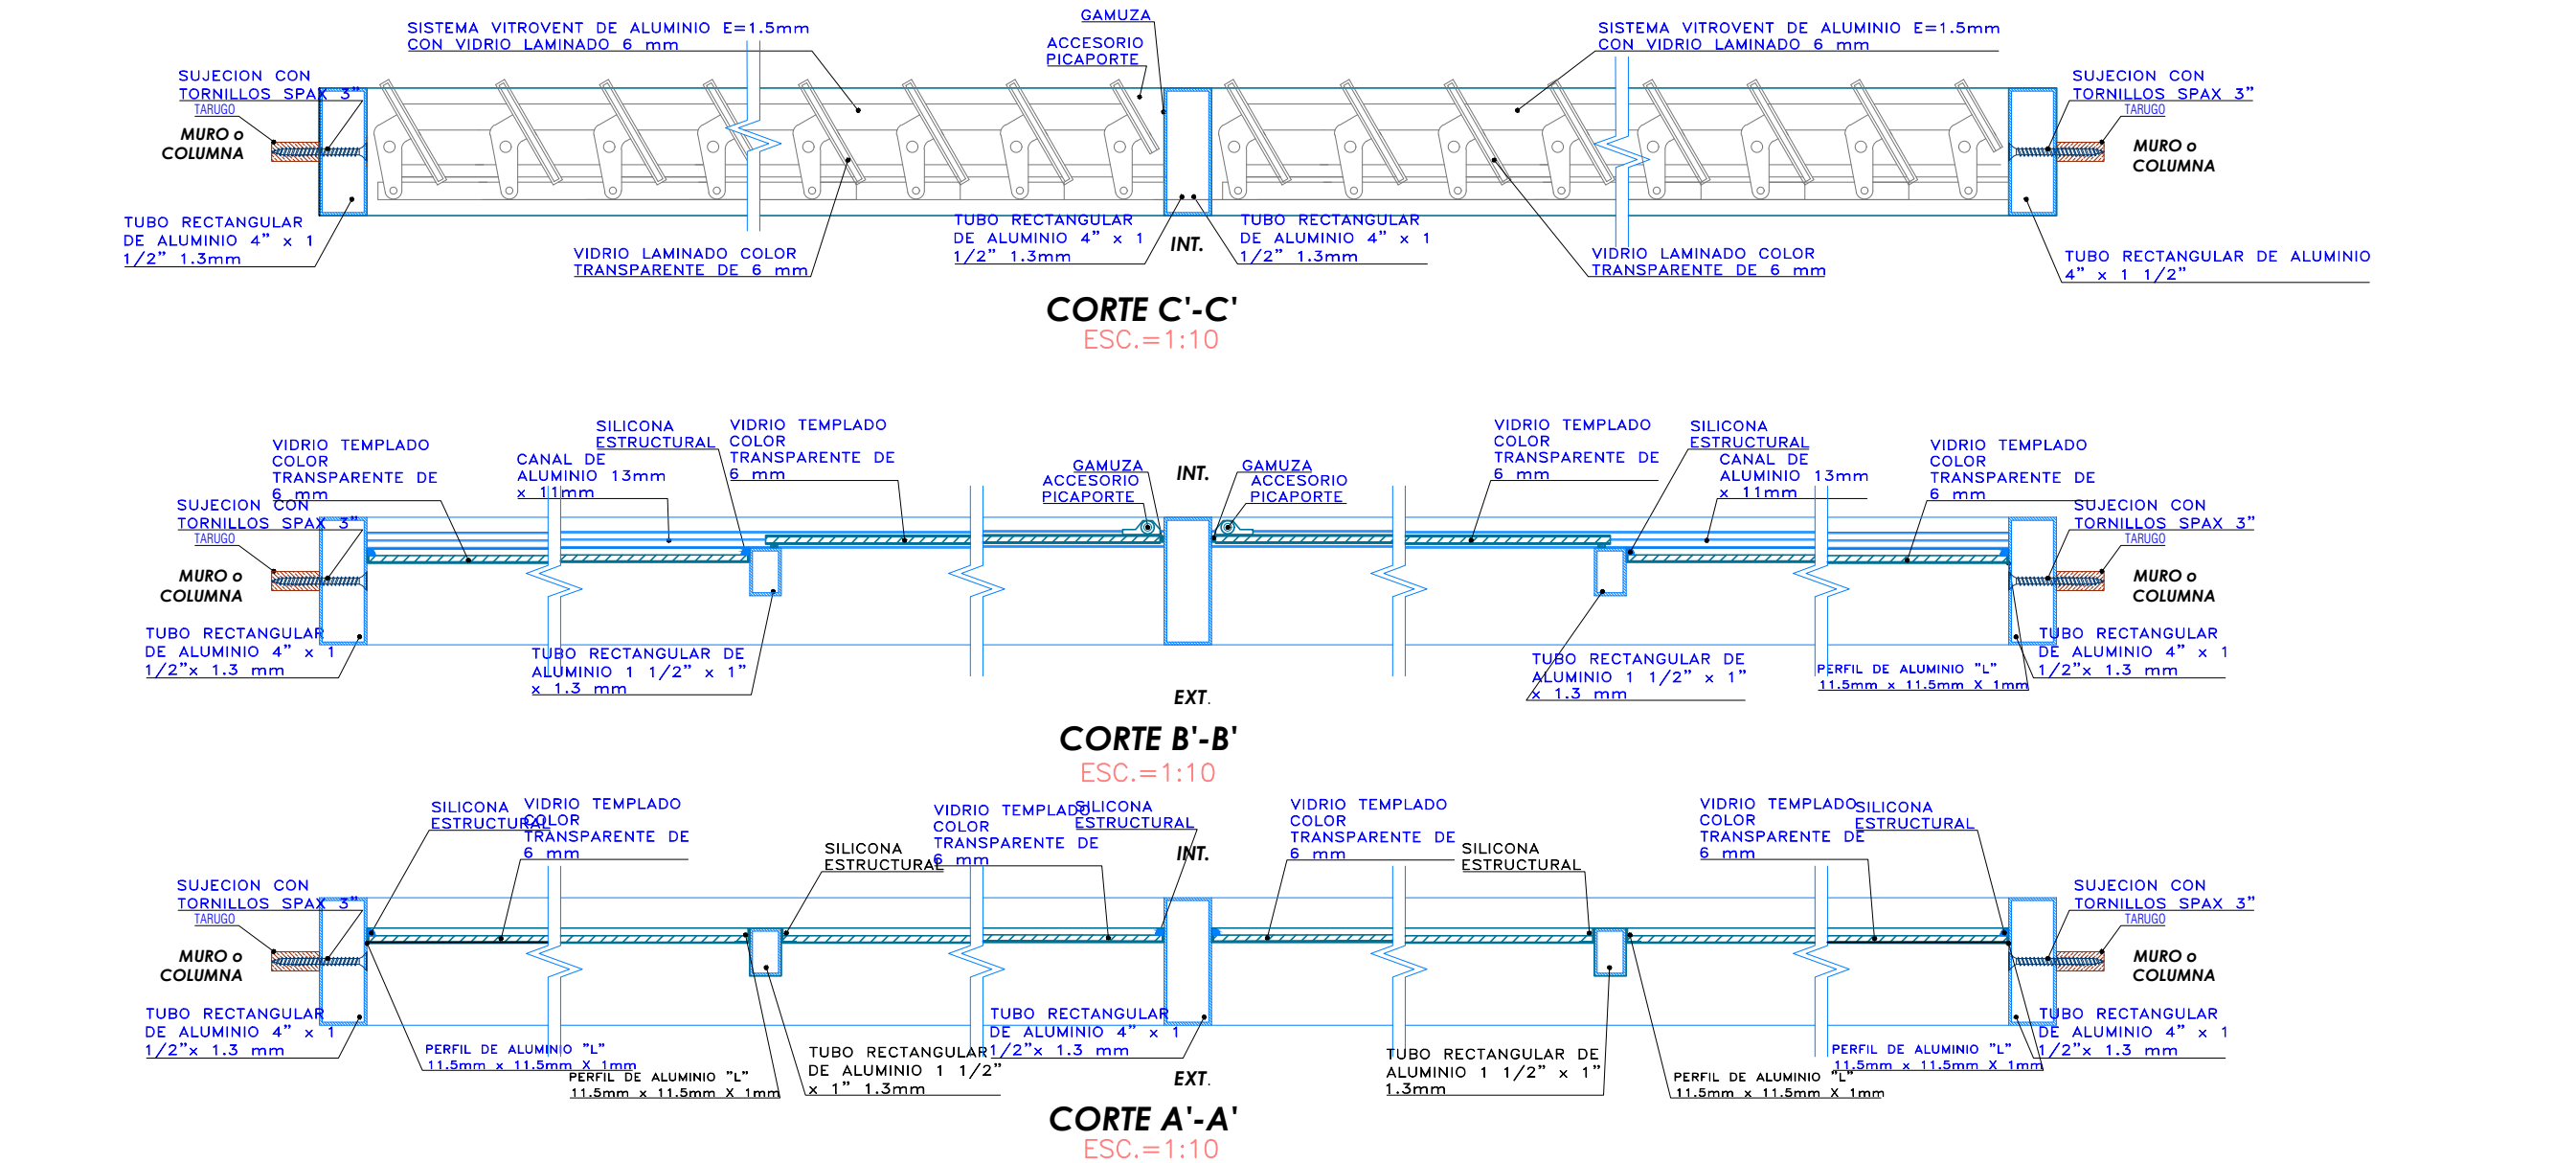 SISTEMA VITROVENT DE ALUMINIO E=1.5mm
CON VIDRIO LAMINADO 6 mm
GAMUZA
ACCESORIO
PICAPORTE
SISTEMA VITROVENT DE ALUMINIO E=1.5mm
CON VIDRIO LAMINADO 6 mm
SUJECION CON
TORNILLOS SPAX 3"
TARUGO
MURO o
COLUMNA
SUJECION CON
TORNILLOS SPAX 3"
TARUGO
MURO o
COLUMNA
TUBO RECTANGULAR
DE ALUMINIO 4" x 1
1/2" 1.3mm
VIDRIO LAMINADO COLOR
TRANSPARENTE DE 6 mm
TUBO RECTANGULAR
DE ALUMINIO 4" x 1
1/2" 1.3mm
INT.
TUBO RECTANGULAR
DE ALUMINIO 4" x 1
1/2" 1.3mm
VIDRIO LAMINADO COLOR
TRANSPARENTE DE 6 mm
TUBO RECTANGULAR DE ALUMINIO
4" x 1 1/2"
CORTE C'-C'
ESC.=1:10
VIDRIO TEMPLADO
COLOR
TRANSPARENTE DE
6 mm
CANAL DE
ALUMINIO 13mm
x 11mm
SILICONA
ESTRUCTURAL
VIDRIO TEMPLADO
COLOR
TRANSPARENTE DE
6 mm
GAMUZA
ACCESORIO
PICAPORTE
INT.
GAMUZA
ACCESORIO
PICAPORTE
VIDRIO TEMPLADO
COLOR
TRANSPARENTE DE
6 mm
SILICONA
ESTRUCTURAL
CANAL DE
ALUMINIO 13mm
x 11mm
VIDRIO TEMPLADO
COLOR
TRANSPARENTE DE
6 mm
SUJECION CON
TORNILLOS SPAX 3"
TARUGO
MURO o
COLUMNA
SUJECION CON
TORNILLOS SPAX 3"
TARUGO
MURO o
COLUMNA
TUBO RECTANGULAR
DE ALUMINIO 4" x 1
1/2"x 1.3 mm
TUBO RECTANGULAR DE
ALUMINIO 1 1/2" x 1"
x 1.3 mm
EXT.
TUBO RECTANGULAR DE
ALUMINIO 1 1/2" x 1"
x 1.3 mm
PERFIL DE ALUMINIO "L"
11.5mm x 11.5mm X 1mm
TUBO RECTANGULAR
DE ALUMINIO 4" x 1
1/2"x 1.3 mm
CORTE B'-B'
ESC.=1:10
SILICONA
ESTRUCTURAL
VIDRIO TEMPLADO
COLOR
TRANSPARENTE DE
6 mm
SILICONA
ESTRUCTURAL
VIDRIO TEMPLADO
COLOR
TRANSPARENTE DE
6 mm
SILICONA
ESTRUCTURAL
INT.
VIDRIO TEMPLADO
COLOR
TRANSPARENTE DE
6 mm
SILICONA
ESTRUCTURAL
VIDRIO TEMPLADO
COLOR
TRANSPARENTE DE
6 mm
SILICONA
ESTRUCTURAL
SUJECION CON
TORNILLOS SPAX 3"
TARUGO
MURO o
COLUMNA
SUJECION CON
TORNILLOS SPAX 3"
TARUGO
MURO o
COLUMNA
TUBO RECTANGULAR
DE ALUMINIO 4" x 1
1/2"x 1.3 mm
PERFIL DE ALUMINIO "L"
11.5mm x 11.5mm X 1mm
PERFIL DE ALUMINIO "L"
11.5mm x 11.5mm X 1mm
TUBO RECTANGULAR
DE ALUMINIO 1 1/2"
x 1" 1.3mm
TUBO RECTANGULAR
DE ALUMINIO 4" x 1
1/2"x 1.3 mm
EXT.
TUBO RECTANGULAR DE
ALUMINIO 1 1/2" x 1"
1.3mm
PERFIL DE ALUMINIO "L"
11.5mm x 11.5mm X 1mm
PERFIL DE ALUMINIO "L"
11.5mm x 11.5mm X 1mm
TUBO RECTANGULAR
DE ALUMINIO 4" x 1
1/2"x 1.3 mm
CORTE A'-A'
ESC.=1:10